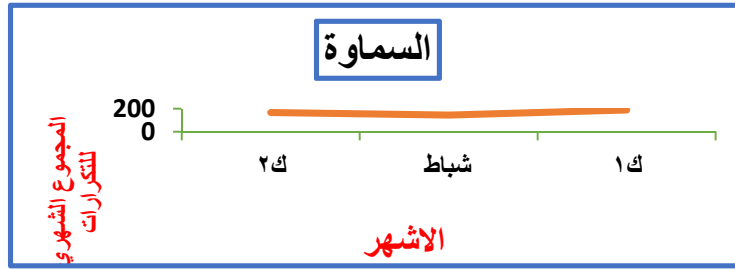 السماوة
200
0
ك٢ شباط ك١
المجموع الشهري
للتكرارات
الاشهر